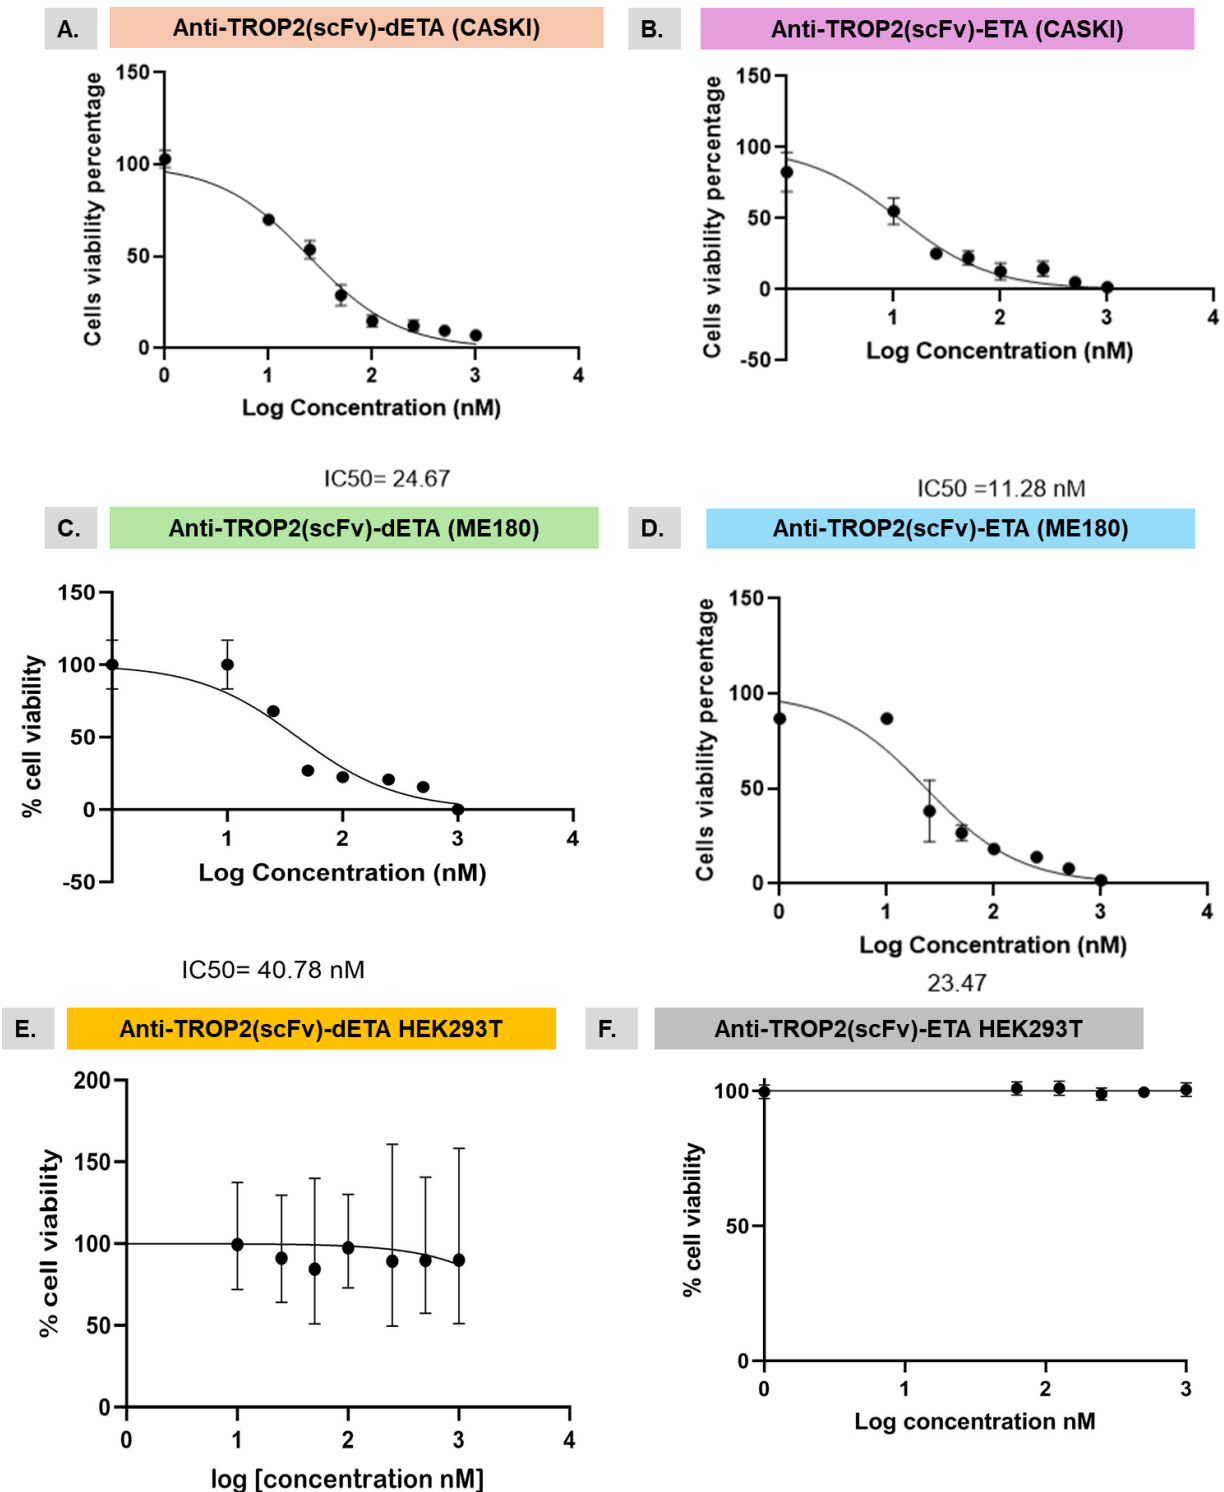 A.
Anti-TROP2(scFv)-dETA (CASKI)
150
100
50
0
Cells viability percentage
0 1 2 3 4
Log Concentration (nM)
IC50= 24.67
B.
Anti-TROP2(scFv)-ETA (CASKI)
150
100
50
0
-50
Cells viability percentage
1 2 3 4
Log Concentration (nM)
IC50 =11.28 nM
C.
Anti-TROP2(scFv)-dETA (ME180)
150
100
50
0
-50
% cell viability
1 2 3 4
Log Concentration (nM)
IC50= 40.78 nM
D.
Anti-TROP2(scFv)-ETA (ME180)
150
100
50
0
Cells viability percentage
0 1 2 3 4
Log Concentration (nM)
23.47
E.
Anti-TROP2(scFv)-dETA HEK293T
200
150
100
50
0
% cell viability
0 1 2 3 4
log [concentration nM]
F.
Anti-TROP2(scFv)-ETA HEK293T
100
50
0
% cell viability
0 1 2 3
Log concentration nM